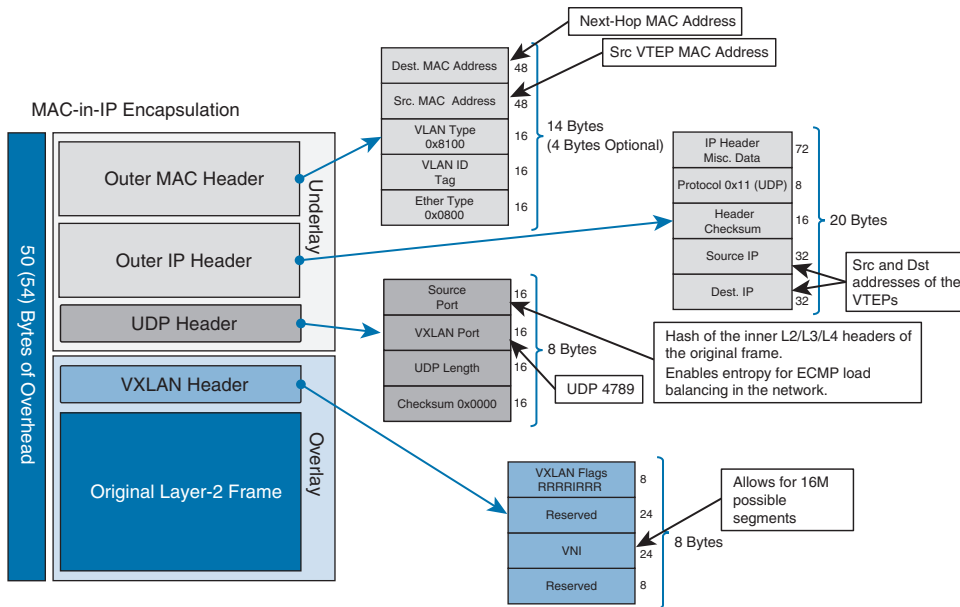 Next-Hop MAC Address
Src VTEP MAC Address
MAC-in-IP Encapsulation
50 (54) Bytes of Overhead
Outer MAC Header
Outer IP Header
UDP Header
Underlay
VXLAN Header
Original Layer-2 Frame
Overlay
Dest. MAC Address
48
Src. MAC Address
48
VLAN Type
0x8100
16
VLAN ID
Tag
16
Ether Type
0x0800
16
14 Bytes
(4 Bytes Optional)
IP Header
Misc. Data
72
Protocol 0x11 (UDP)
8
Header
Checksum
16
Source IP
32
Dest. IP
32
20 Bytes
Src and Dst
addresses of the
VTEPs
Source
Port
16
VXLAN Port
16
UDP Length
16
Checksum 0x0000
16
8 Bytes
Hash of the inner L2/L3/L4 headers of
the original frame.
Enables entropy for ECMP load
balancing in the network.
UDP 4789
VXLAN Flags
RRRRIRRR
8
Reserved
24
VNI
24
Reserved
8
8 Bytes
Allows for 16M
possible
segments